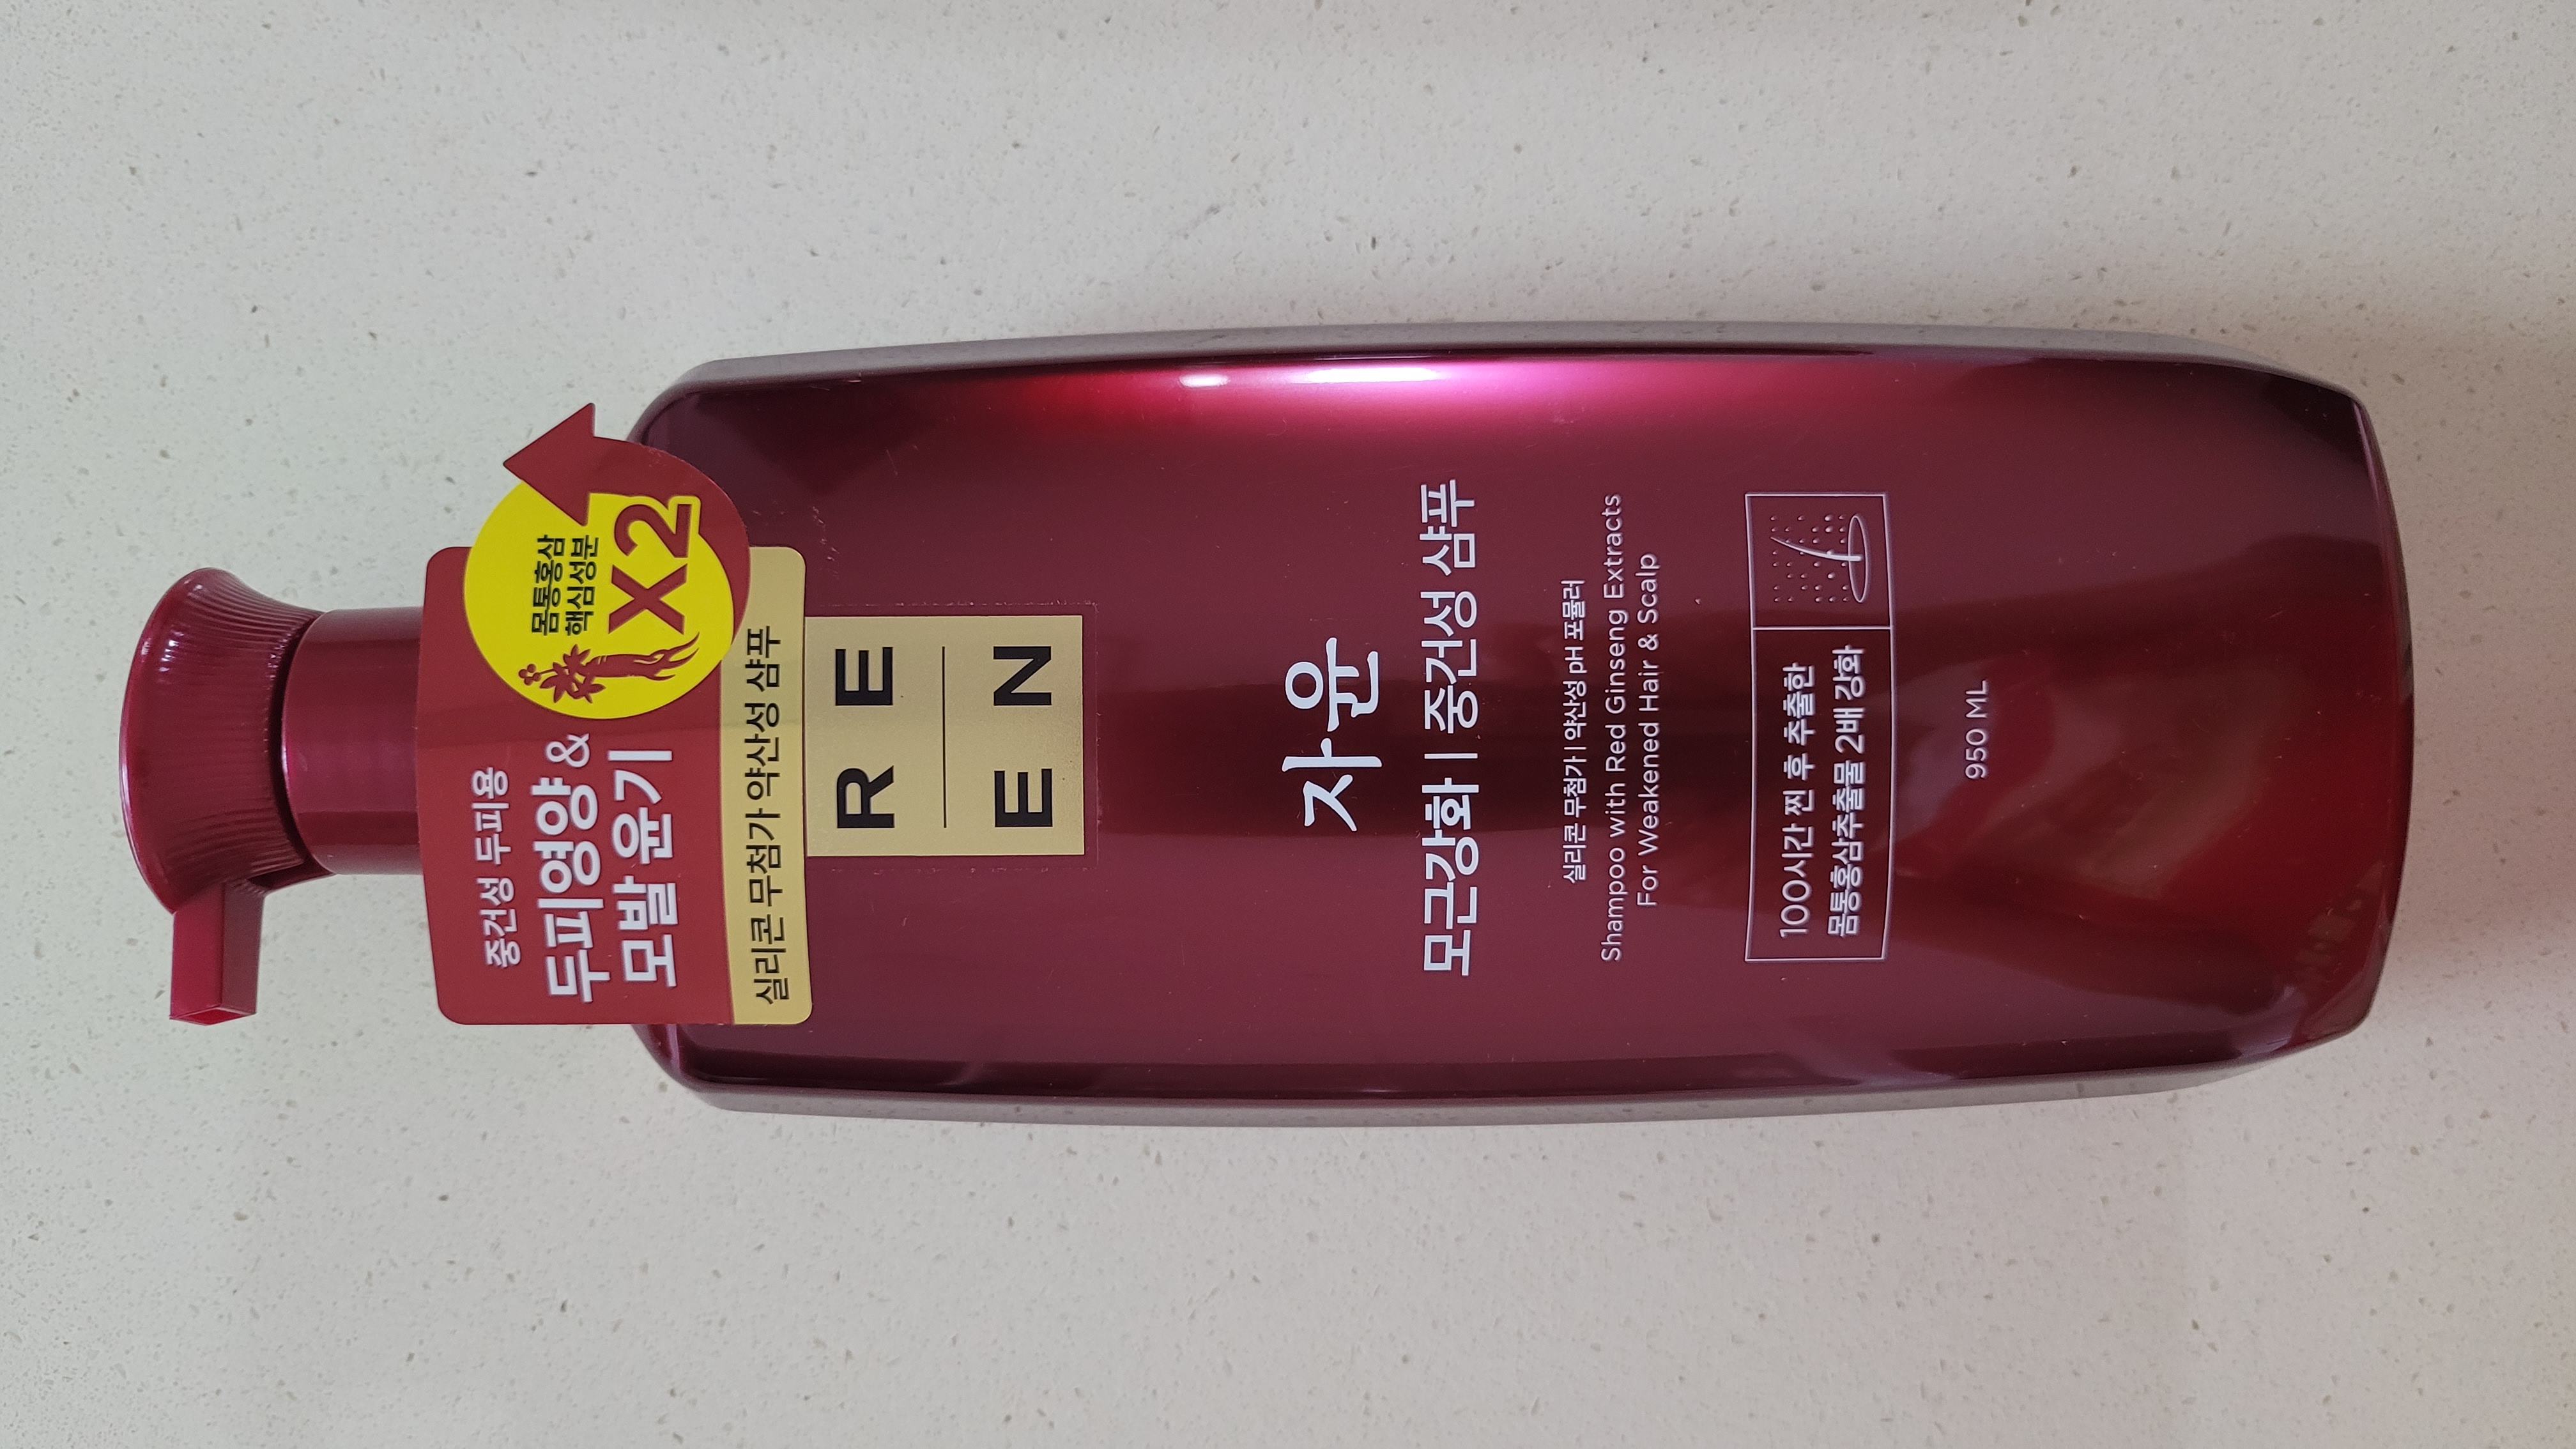 중건성 두피용
두피영양 &
모발 윤기
몸통홍삼
핵심성분
X2
실리콘 무첨가 약산성 샴푸
R E
E N
자윤
모근강화 | 중건성 샴푸
실리콘 무첨가 | 약산성 pH 포뮬러
Shampoo with Red Ginseng Extracts
For Weakened Hair & Scalp
100시간 찐 후 추출한
몸통홍삼추출물 2배 강화
950 ML